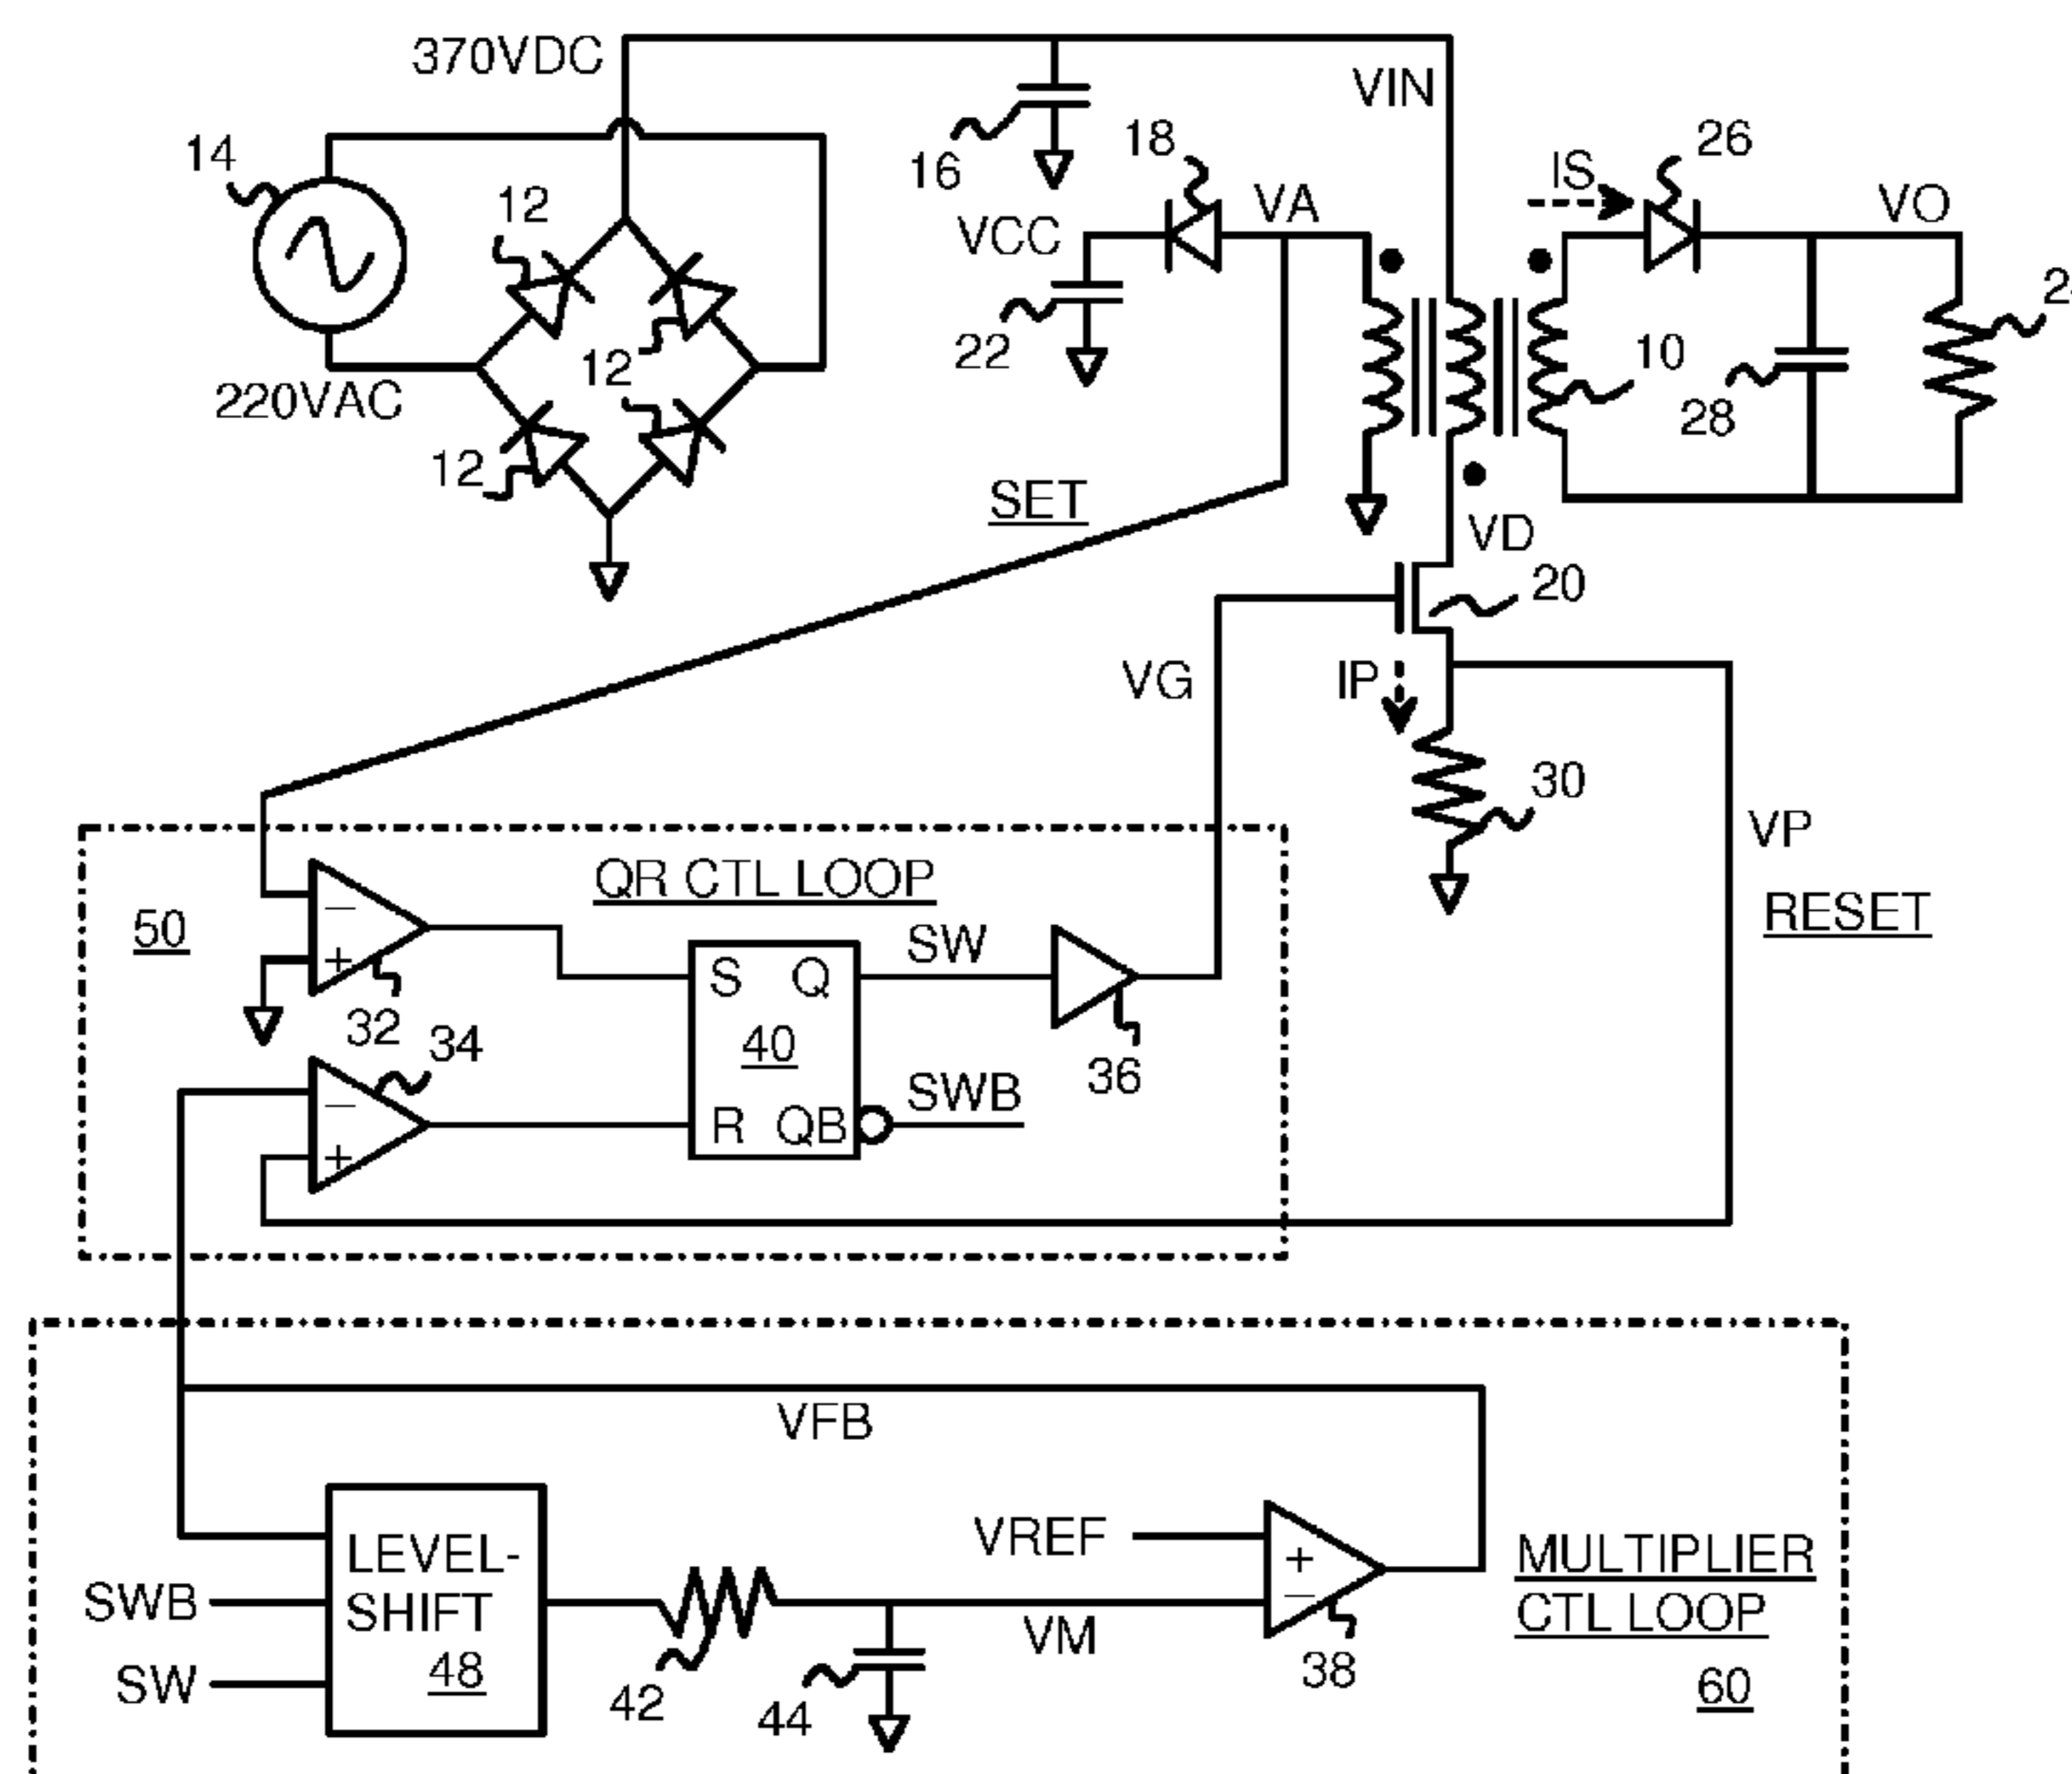 370VDC
VIN
14
12
16
18
IS
26
VCC
VA
VO
12
22
10
28
220VAC
12
SET
VD
20
VG
IP
30
VP
RESET
QR CTL LOOP
50
SW
S Q
32
34
40
36
SWB
R QB
VFB
VREF
LEVEL-
SHIFT
48
SWB
SW
42
44
VM
38
MULTIPLIER
CTL LOOP
60